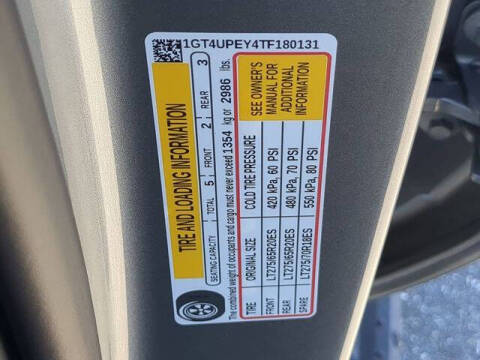 1GT4UPEY4TF180131
TIRE AND LOADING INFORMATION
SEATING CAPACITY TOTAL 5 FRONT 2 REAR 3
The combined weight of occupants and cargo must never exceed 1354 kg or 2986 lbs.
TIRE ORIGINAL SIZE COLD TIRE PRESSURE
FRONT LT275/65R20ES 420 kPa, 60 PSI
REAR LT275/65R20ES 480 kPa, 70 PSI
SPARE LT275/70R18ES 550 kPa, 80 PSI
SEE OWNER'S
MANUAL FOR
ADDITIONAL
INFORMATION